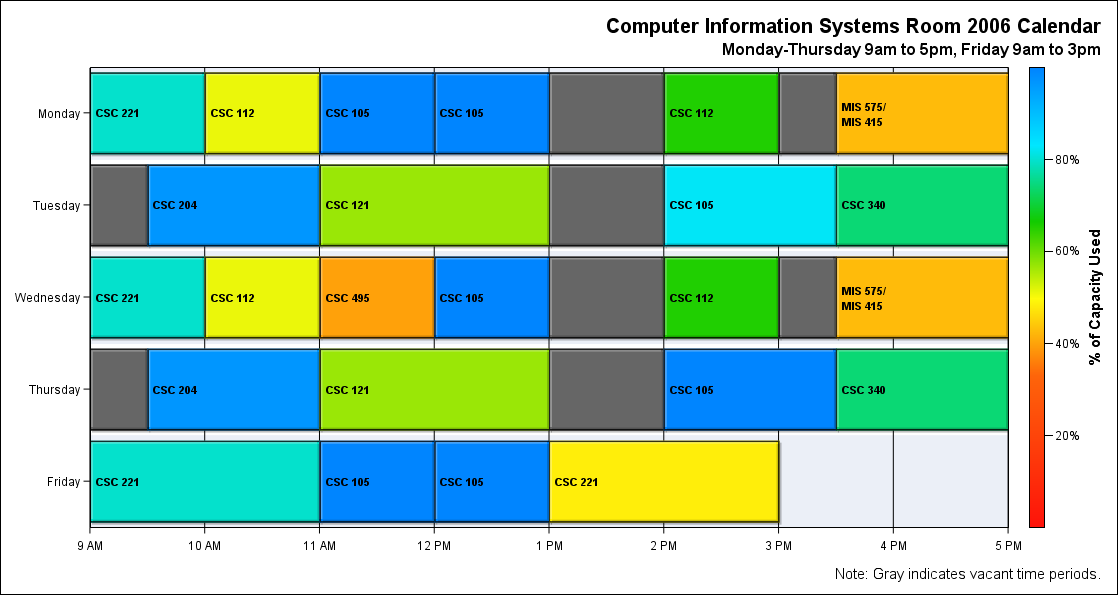 Computer Information Systems Room 2006 Calendar
Monday-Thursday 9am to 5pm, Friday 9am to 3pm
Monday
CSC 221
CSC 112
CSC 105
CSC 105
CSC 112
MIS 575/
MIS 415
Tuesday
CSC 204
CSC 121
CSC 105
CSC 340
Wednesday
CSC 221
CSC 112
CSC 495
CSC 105
CSC 112
MIS 575/
MIS 415
Thursday
CSC 204
CSC 121
CSC 105
CSC 340
Friday
CSC 221
CSC 105
CSC 105
CSC 221
9 AM
10 AM
11 AM
12 PM
1 PM
2 PM
3 PM
4 PM
5 PM
80%
60%
40%
20%
% of Capacity Used
Note: Gray indicates vacant time periods.